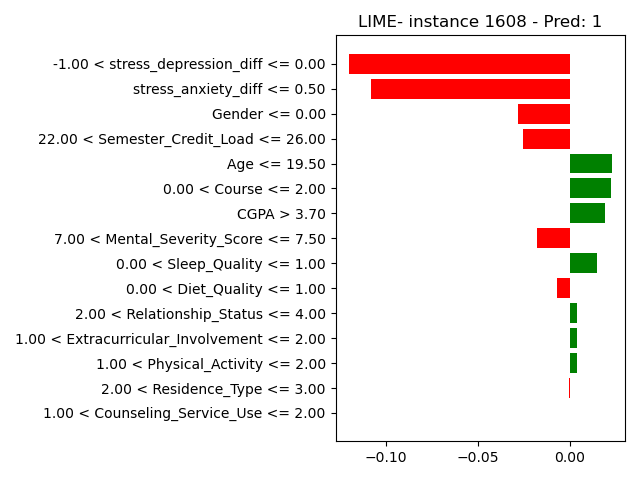 LIME- instance 1608 - Pred: 1
-1.00 < stress_depression_diff <= 0.00
stress_anxiety_diff <= 0.50
Gender <= 0.00
22.00 < Semester_Credit_Load <= 26.00
Age <= 19.50
0.00 < Course <= 2.00
CGPA > 3.70
7.00 < Mental_Severity_Score <= 7.50
0.00 < Sleep_Quality <= 1.00
0.00 < Diet_Quality <= 1.00
2.00 < Relationship_Status <= 4.00
1.00 < Extracurricular_Involvement <= 2.00
1.00 < Physical_Activity <= 2.00
2.00 < Residence_Type <= 3.00
1.00 < Counseling_Service_Use <= 2.00
−0.10 −0.05 0.00